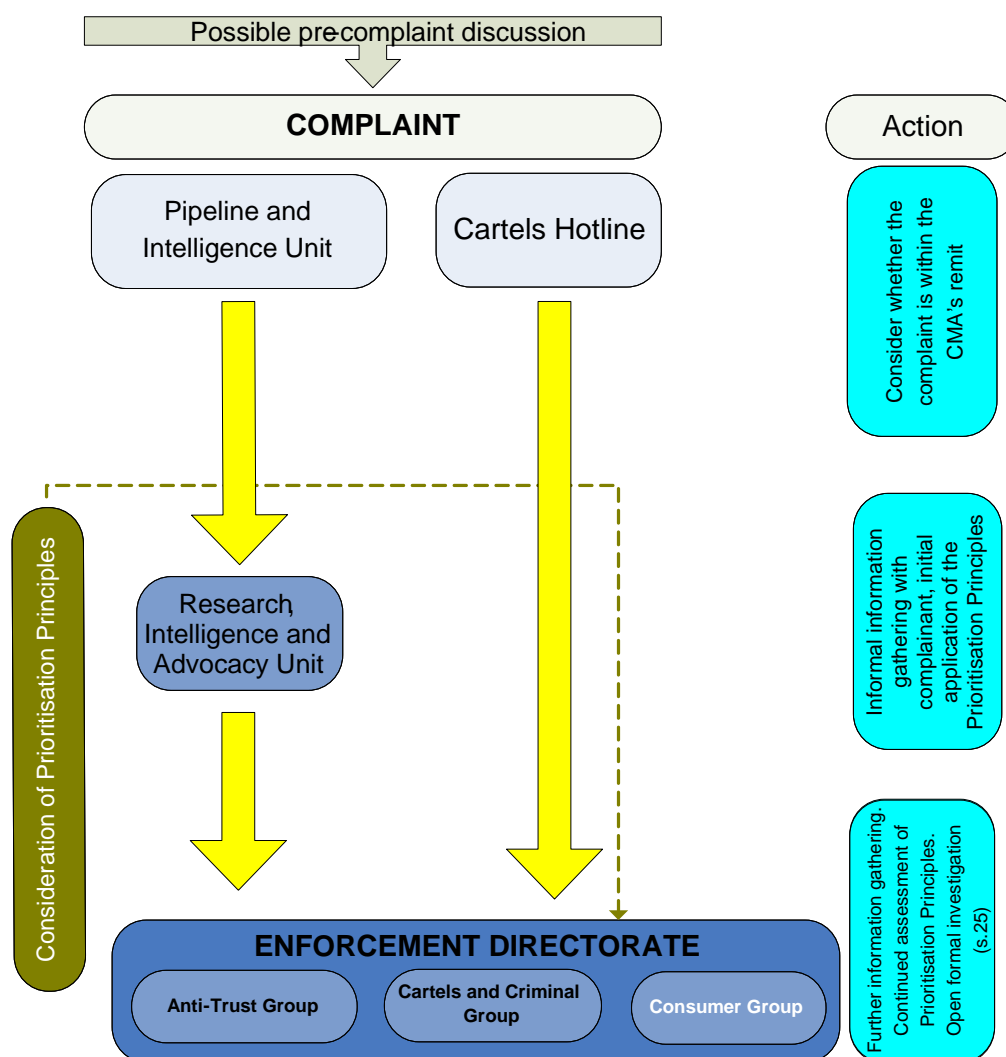 Possible pre-complaint discussion
COMPLAINT
Action
Pipeline and
Intelligence Unit
Cartels Hotline
Consider whether the
complaint is within the
CMA's remit
Consideration of Prioritisation Principles
Research,
Intelligence and
Advocacy Unit
Informal information
gathering with
complainant, initial
application of the
Prioritisation Principles
ENFORCEMENT DIRECTORATE
Anti-Trust Group
Cartels and Criminal
Group
Consumer Group
Further information gathering.
Continued assessment of
Prioritisation Principles.
Open formal investigation
(s.25)